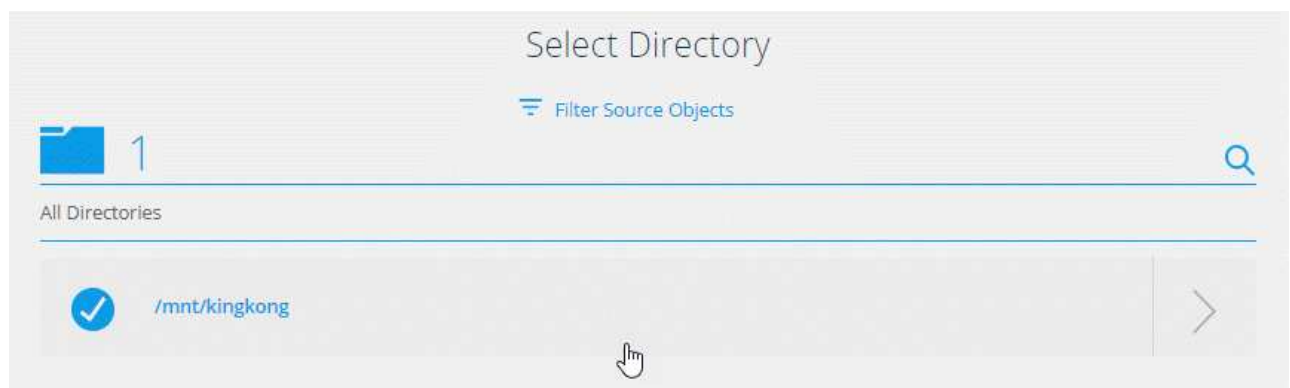 Select Directory
Filter Source Objects
1
All Directories
/mnt/kingkong